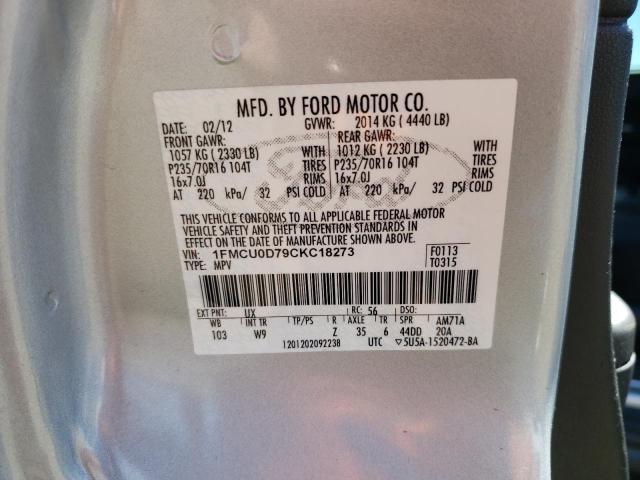 MFD. BY FORD MOTOR CO.
DATE: 02/12 GVWR: 2014 KG ( 4440 LB)
FRONT GAWR: REAR GAWR:
1057 KG ( 2330 LB) WITH 1012 KG ( 2230 LB) WITH
P235/70R16 104T TIRES P235/70R16 104T TIRES
16x7.0J RIMS 16x7.0J RIMS
AT 220 kPa/ 32 PSI COLD AT 220 kPa/ 32 PSI COLD
THIS VEHICLE CONFORMS TO ALL APPLICABLE FEDERAL MOTOR
VEHICLE SAFETY AND THEFT PREVENTION STANDARDS IN
EFFECT ON THE DATE OF MANUFACTURE SHOWN ABOVE.
VIN: 1FMCU0D79CKC18273 F0113
TYPE: MPV T0315
EXT PNT: UX RC: 56 DSO:
WB INT TR TP/PS R AXLE TR SPR AM71A
103 W9 Z 35 6 44DD 20A
1201202092238 UTC ▽5U5A-1520472-BA
Ford